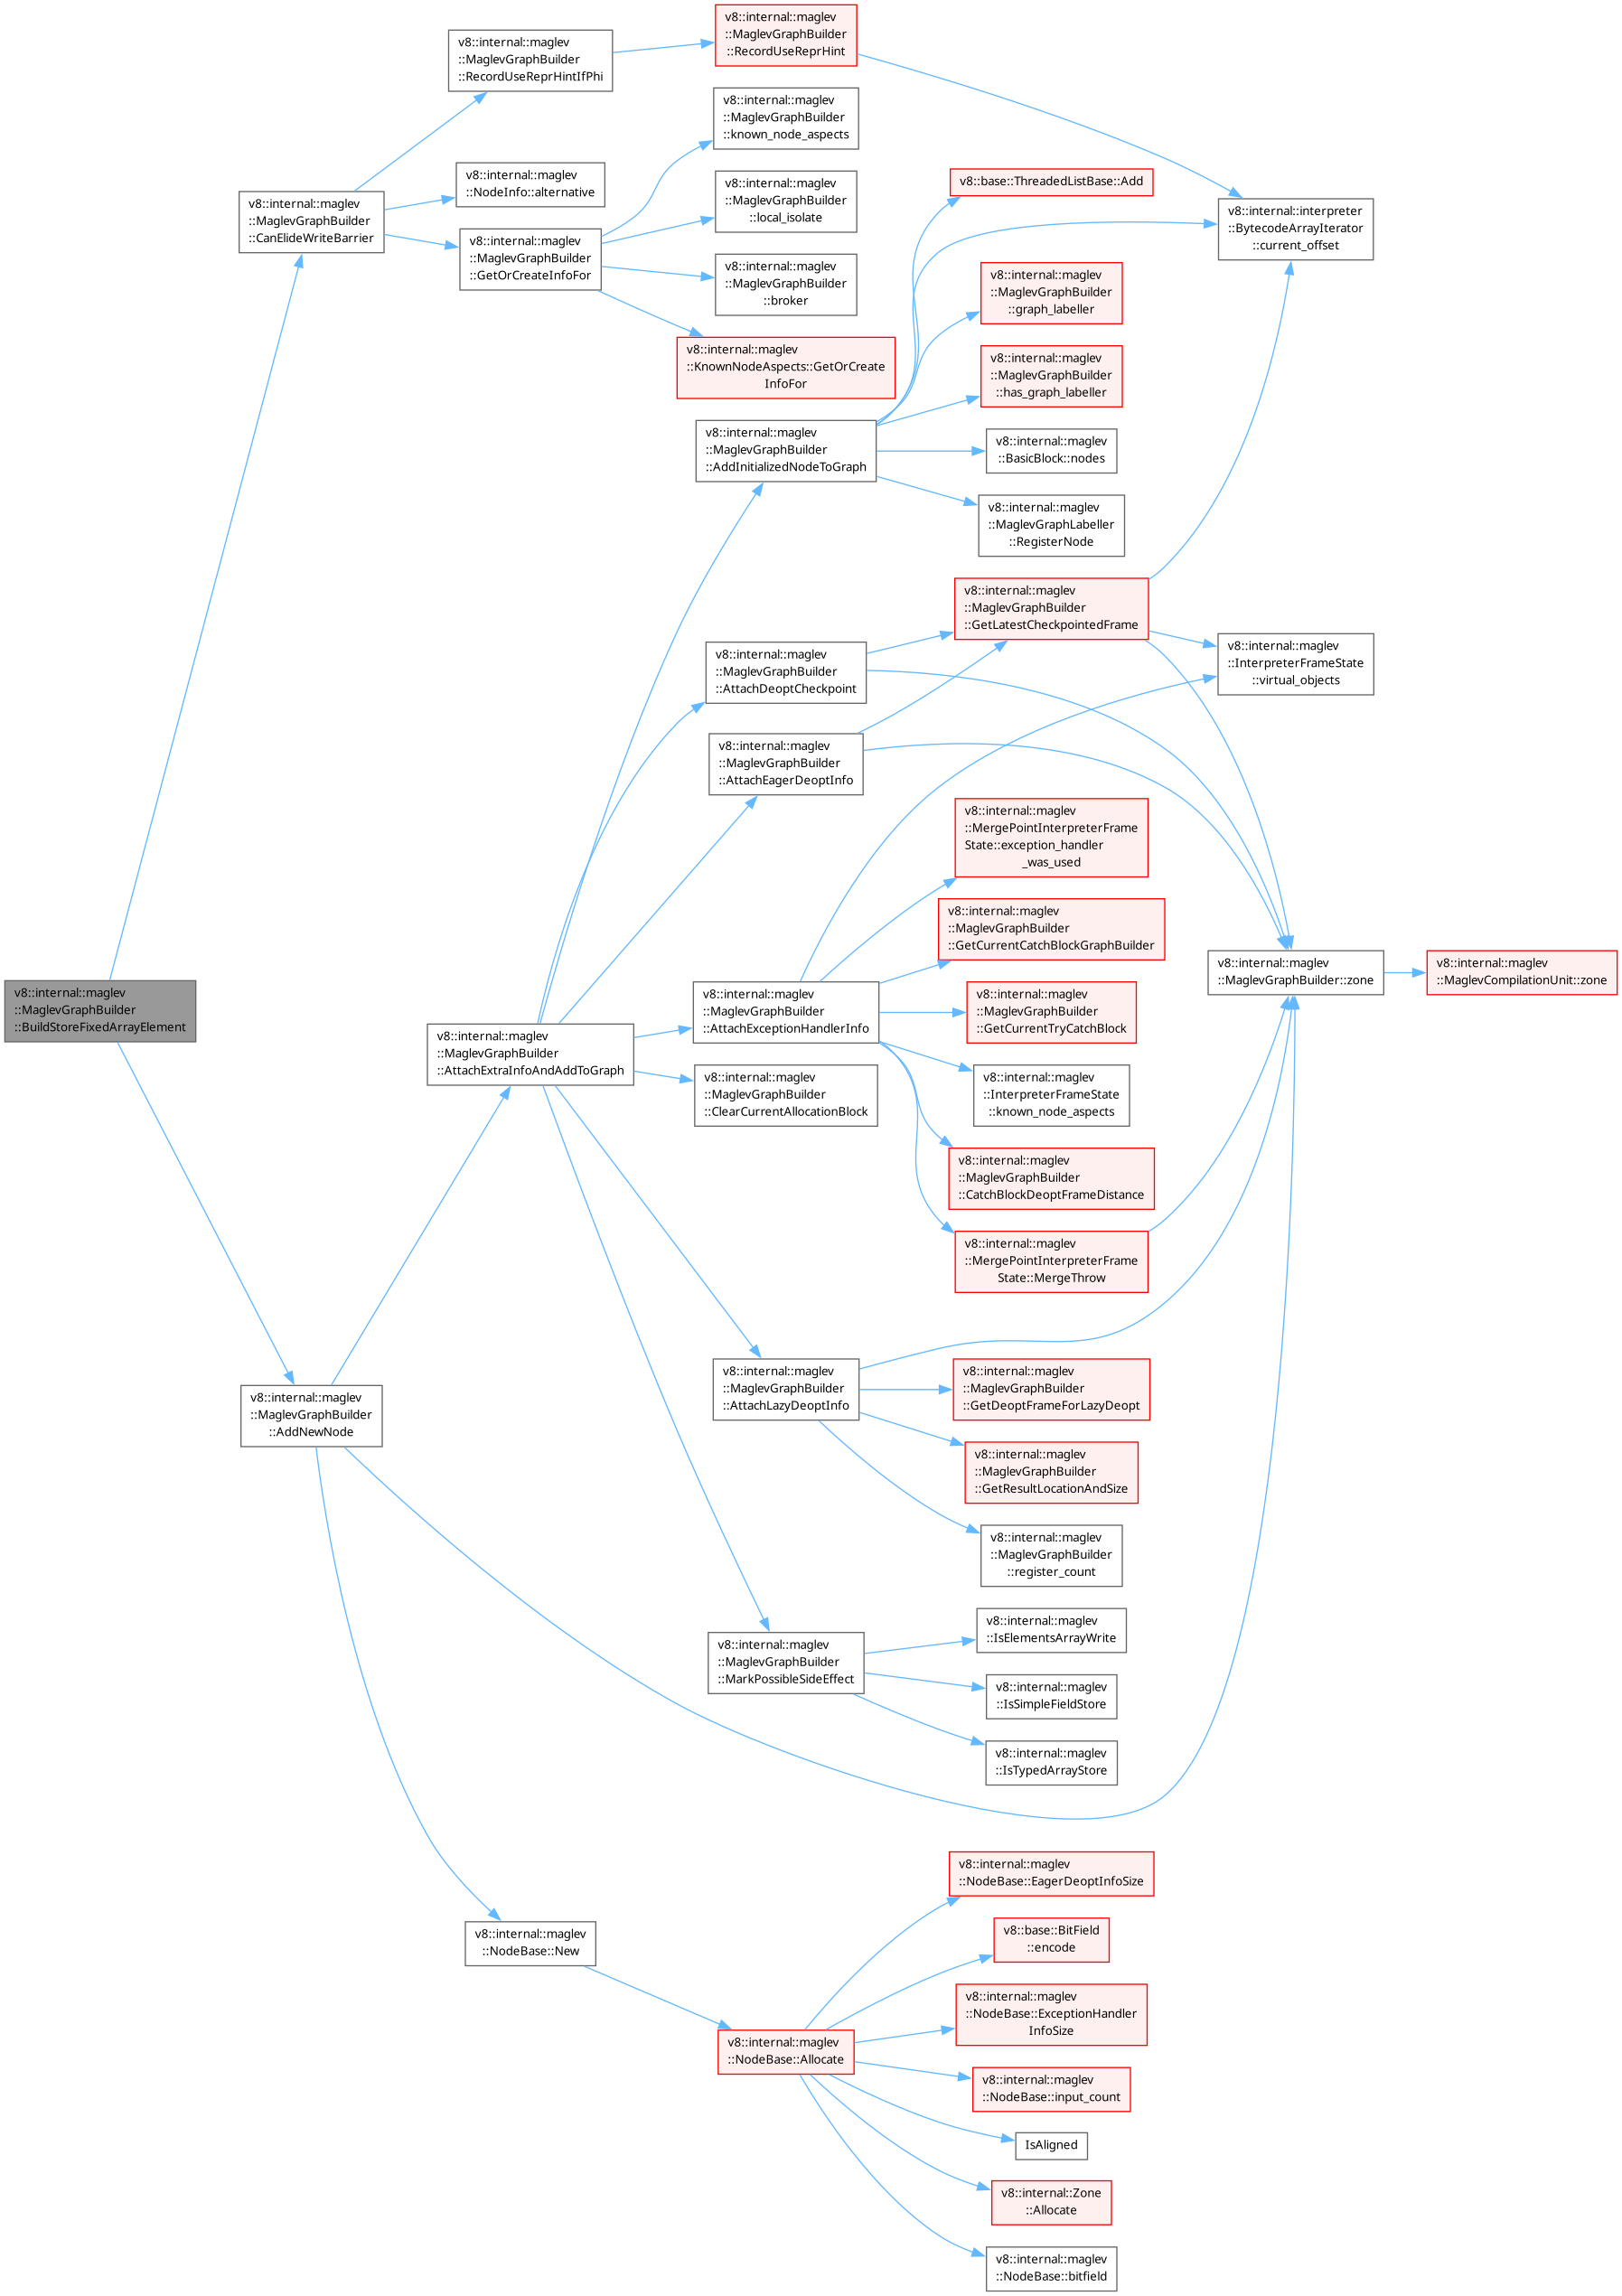 v8::internal::maglev
::MaglevGraphBuilder
::BuildStoreFixedArrayElement
v8::internal::maglev
::MaglevGraphBuilder
::CanElideWriteBarrier
v8::internal::maglev
::MaglevGraphBuilder
::AddNewNode
v8::internal::maglev
::MaglevGraphBuilder
::RecordUseReprHintIfPhi
v8::internal::maglev
::NodeInfo::alternative
v8::internal::maglev
::MaglevGraphBuilder
::GetOrCreateInfoFor
v8::internal::maglev
::MaglevGraphBuilder
::AttachExtraInfoAndAddToGraph
v8::internal::maglev
::NodeBase::New
v8::internal::maglev
::MaglevGraphBuilder
::RecordUseReprHint
v8::internal::maglev
::MaglevGraphBuilder
::known_node_aspects
v8::internal::maglev
::MaglevGraphBuilder
::local_isolate
v8::internal::maglev
::MaglevGraphBuilder
::broker
v8::internal::maglev
::KnownNodeAspects::GetOrCreate
InfoFor
v8::internal::maglev
::MaglevGraphBuilder
::AddInitializedNodeToGraph
v8::internal::maglev
::MaglevGraphBuilder
::AttachDeoptCheckpoint
v8::internal::maglev
::MaglevGraphBuilder
::AttachEagerDeoptInfo
v8::internal::maglev
::MaglevGraphBuilder
::AttachExceptionHandlerInfo
v8::internal::maglev
::MaglevGraphBuilder
::ClearCurrentAllocationBlock
v8::internal::maglev
::MaglevGraphBuilder
::AttachLazyDeoptInfo
v8::internal::maglev
::MaglevGraphBuilder
::MarkPossibleSideEffect
v8::internal::maglev
::NodeBase::Allocate
v8::base::ThreadedListBase::Add
v8::internal::maglev
::MaglevGraphBuilder
::graph_labeller
v8::internal::maglev
::MaglevGraphBuilder
::has_graph_labeller
v8::internal::maglev
::BasicBlock::nodes
v8::internal::maglev
::MaglevGraphLabeller
::RegisterNode
v8::internal::maglev
::MaglevGraphBuilder
::GetLatestCheckpointedFrame
v8::internal::maglev
::MergePointInterpreterFrame
State::exception_handler
_was_used
v8::internal::maglev
::MaglevGraphBuilder
::GetCurrentCatchBlockGraphBuilder
v8::internal::maglev
::MaglevGraphBuilder
::GetCurrentTryCatchBlock
v8::internal::maglev
::InterpreterFrameState
::known_node_aspects
v8::internal::maglev
::MaglevGraphBuilder
::CatchBlockDeoptFrameDistance
v8::internal::maglev
::MergePointInterpreterFrame
State::MergeThrow
v8::internal::maglev
::MaglevGraphBuilder
::GetDeoptFrameForLazyDeopt
v8::internal::maglev
::MaglevGraphBuilder
::GetResultLocationAndSize
v8::internal::maglev
::MaglevGraphBuilder
::register_count
v8::internal::maglev
::IsElementsArrayWrite
v8::internal::maglev
::IsSimpleFieldStore
v8::internal::maglev
::IsTypedArrayStore
v8::internal::maglev
::NodeBase::EagerDeoptInfoSize
v8::base::BitField
::encode
v8::internal::maglev
::NodeBase::ExceptionHandler
InfoSize
v8::internal::maglev
::NodeBase::input_count
IsAligned
v8::internal::Zone
::Allocate
v8::internal::maglev
::NodeBase::bitfield
v8::internal::interpreter
::BytecodeArrayIterator
::current_offset
v8::internal::maglev
::InterpreterFrameState
::virtual_objects
v8::internal::maglev
::MaglevGraphBuilder::zone
v8::internal::maglev
::MaglevCompilationUnit::zone